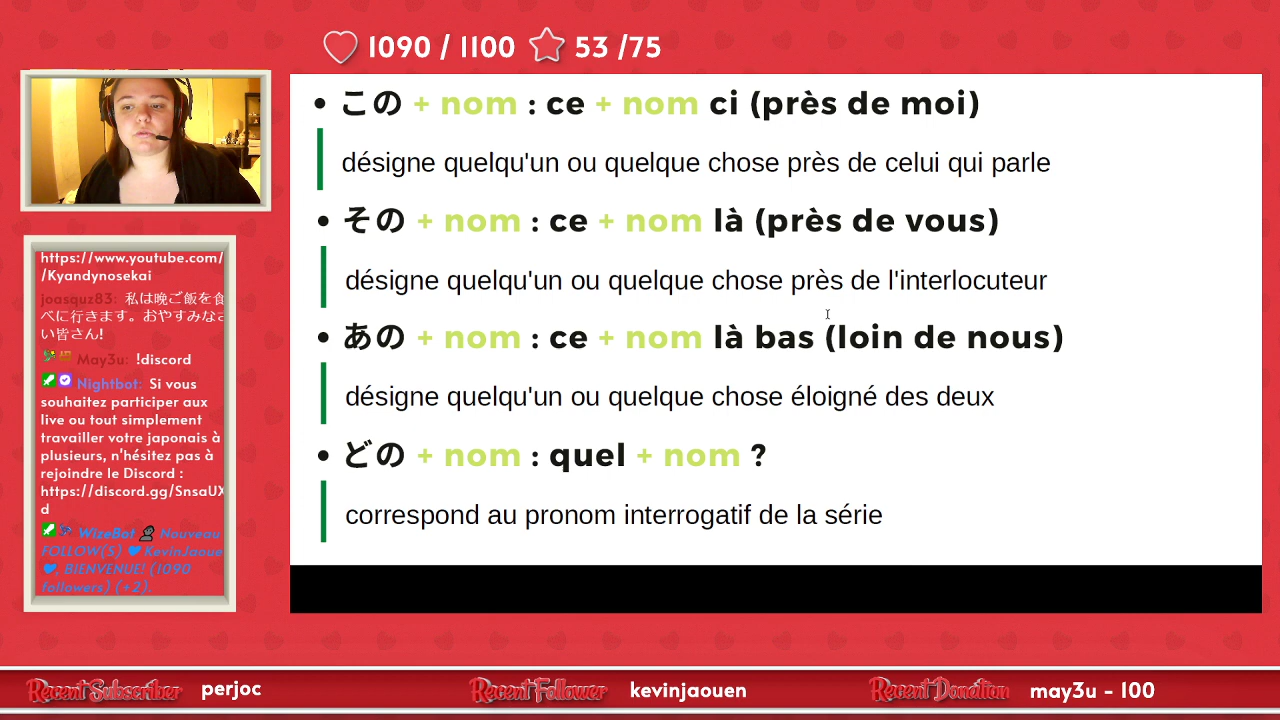 1090 / 1100 53 /75
• この + nom : ce + nom ci (près de moi)
désigne quelqu'un ou quelque chose près de celui qui parle
• その + nom : ce + nom là (près de vous)
désigne quelqu'un ou quelque chose près de l'interlocuteur
• あの + nom : ce + nom là bas (loin de nous)
désigne quelqu'un ou quelque chose éloigné des deux
• どの + nom : quel + nom ?
correspond au pronom interrogatif de la série
https://www.youtube.com/
/Kyandynosekai
joasquz83: 私は晩ご飯を食
べに行きます。おやすみなさ
い皆さん!
May3u: !discord
Nightbot: Si vous
souhaitez participer aux
live ou tout simplement
travailler votre japonais à
plusieurs, n'hésitez pas à
rejoindre le Discord :
https://discord.gg/SnsaUX
d
WizeBot Nouveau
FOLLOW(S) KevinJaoue
, BIENVENUE! (1090
followers) (+2).
Recent Subscriber perjoc
Recent Follower kevinjaouen
Recent Donation may3u - 100